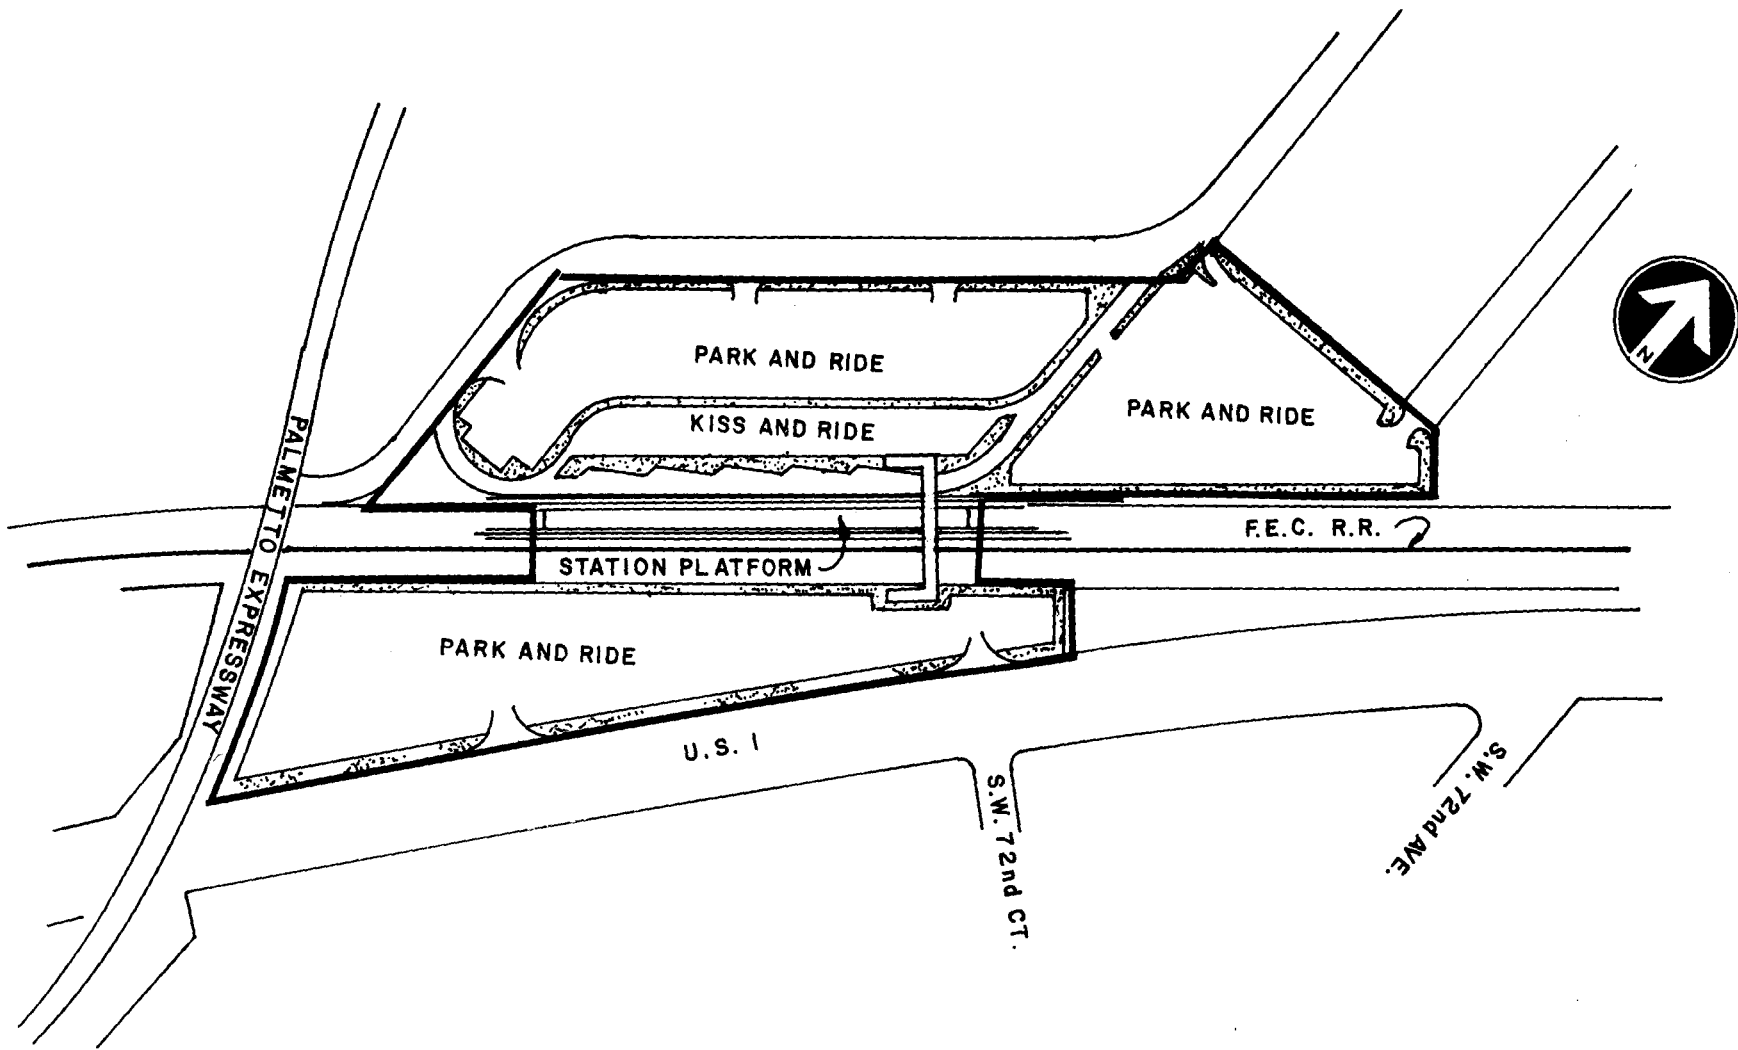 PARK AND RIDE
KISS AND RIDE
PARK AND RIDE
N
PALMETTO EXPRESSWAY
F.E.C. R.R.
STATION PLATFORM
PARK AND RIDE
U.S. 1
S.W. 72nd CT.
S.W. 72nd AVE.